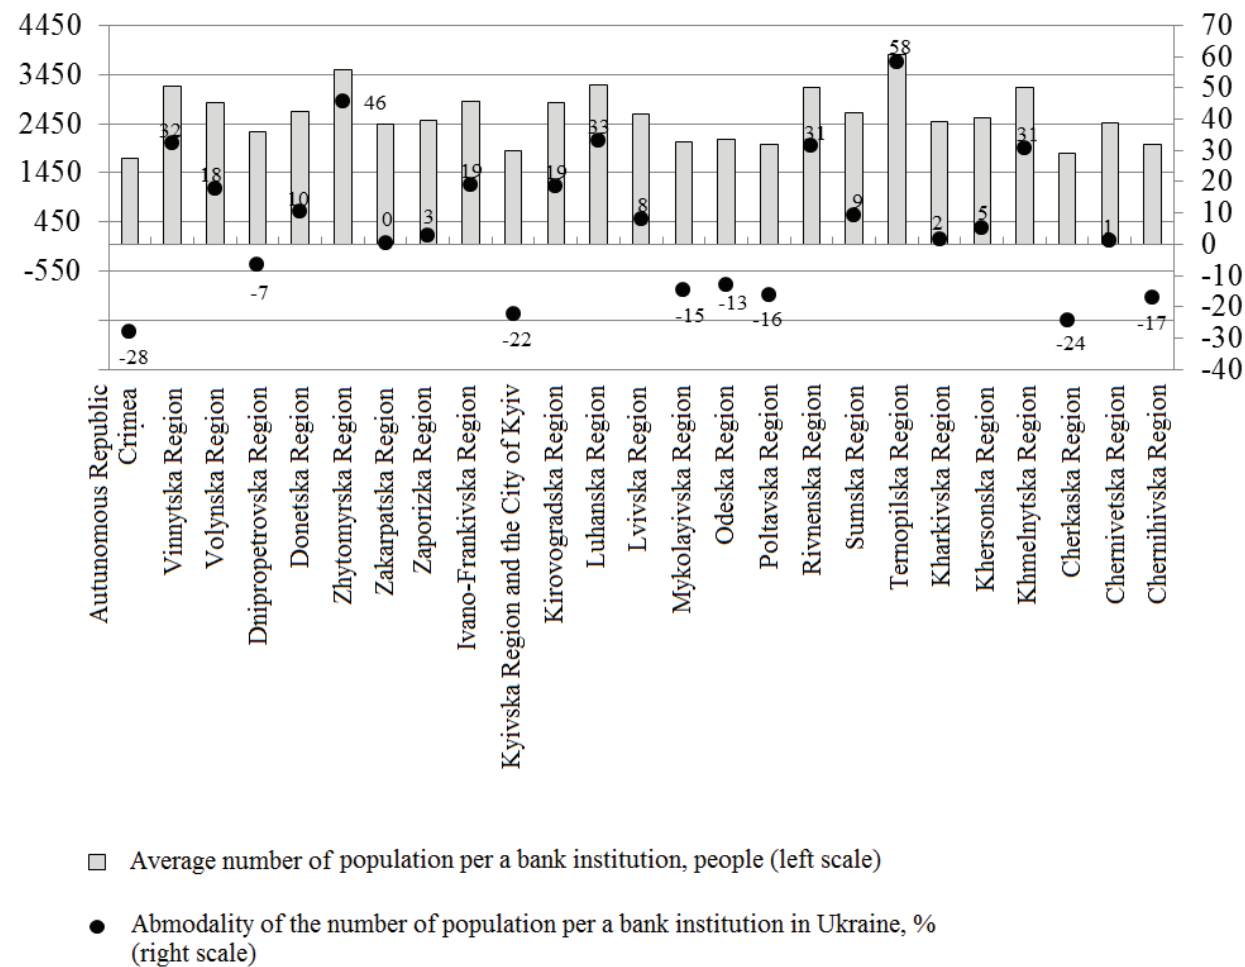 4450
3450
2450
1450
450
-550
70
60
50
40
30
20
10
0
-10
-20
-30
-40
-28
32
18
-7
10
46
0
3
19
-22
19
33
8
-15
-13
-16
31
9
58
2
5
31
-24
1
-17
Autunomous Republic
Crimea
Vinnytska Region
Volynska Region
Dnipropetrovska Region
Donetska Region
Zhytomyrska Region
Zakarpatska Region
Zaporizka Region
Ivano-Frankivska Region
Kyivska Region and the City of Kyiv
Kirovogradska Region
Luhanska Region
Lvivska Region
Mykolayivska Region
Odeska Region
Poltavska Region
Rivnenska Region
Sumska Region
Ternopilska Region
Kharkivska Region
Khersonska Region
Khmelnytska Region
Cherkaska Region
Chernivetska Region
Chernihivska Region
Average number of population per a bank institution, people (left scale)
Abmodality of the number of population per a bank institution in Ukraine, %
(right scale)